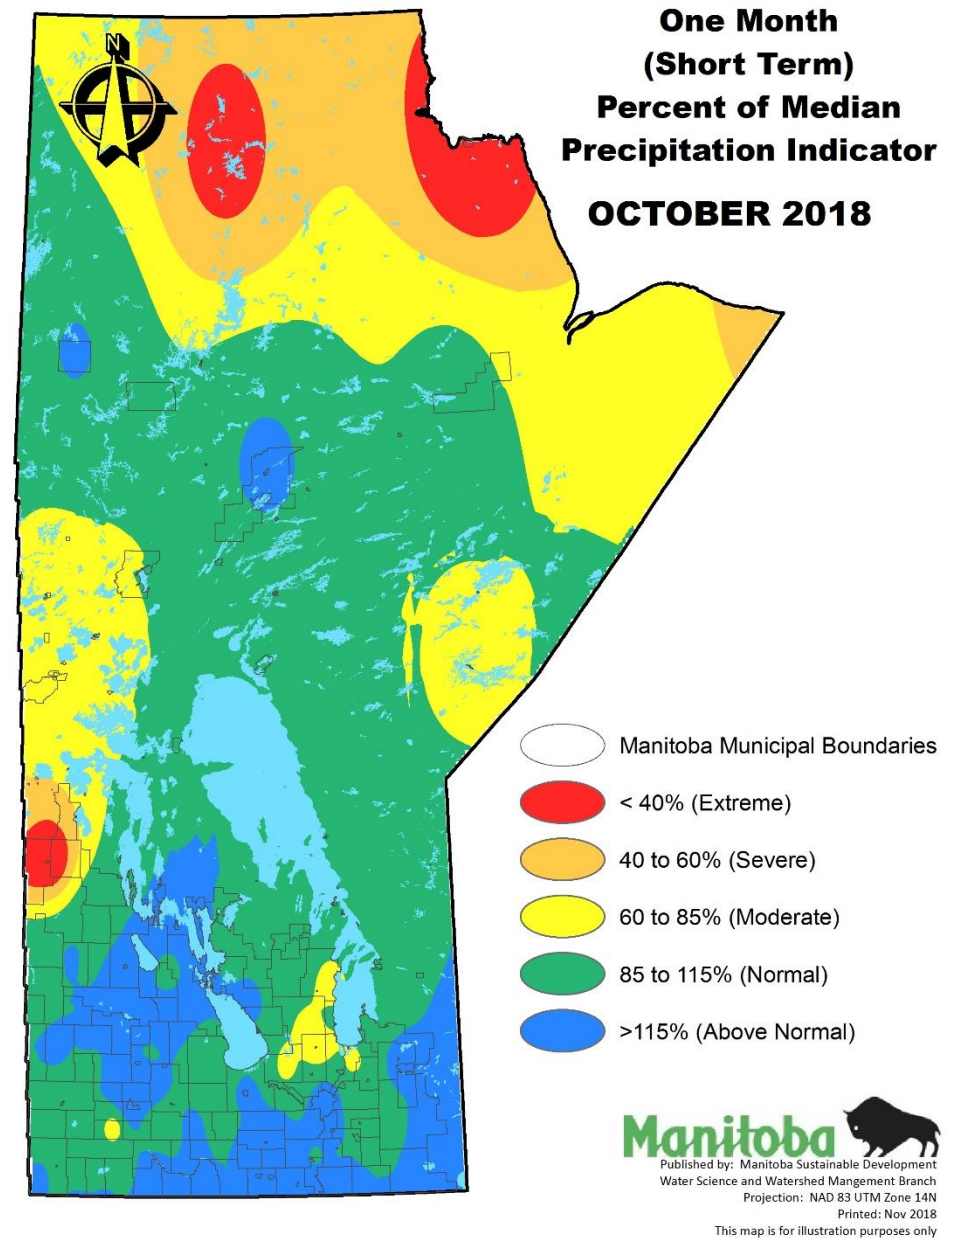 One Month
(Short Term)
Percent of Median
Precipitation Indicator
OCTOBER 2018
N
Manitoba Municipal Boundaries
< 40% (Extreme)
40 to 60% (Severe)
60 to 85% (Moderate)
85 to 115% (Normal)
>115% (Above Normal)
Manitoba
Published by: Manitoba Sustainable Development
Water Science and Watershed Mangement Branch
Projection: NAD 83 UTM Zone 14N
Printed: Nov 2018
This map is for illustration purposes only